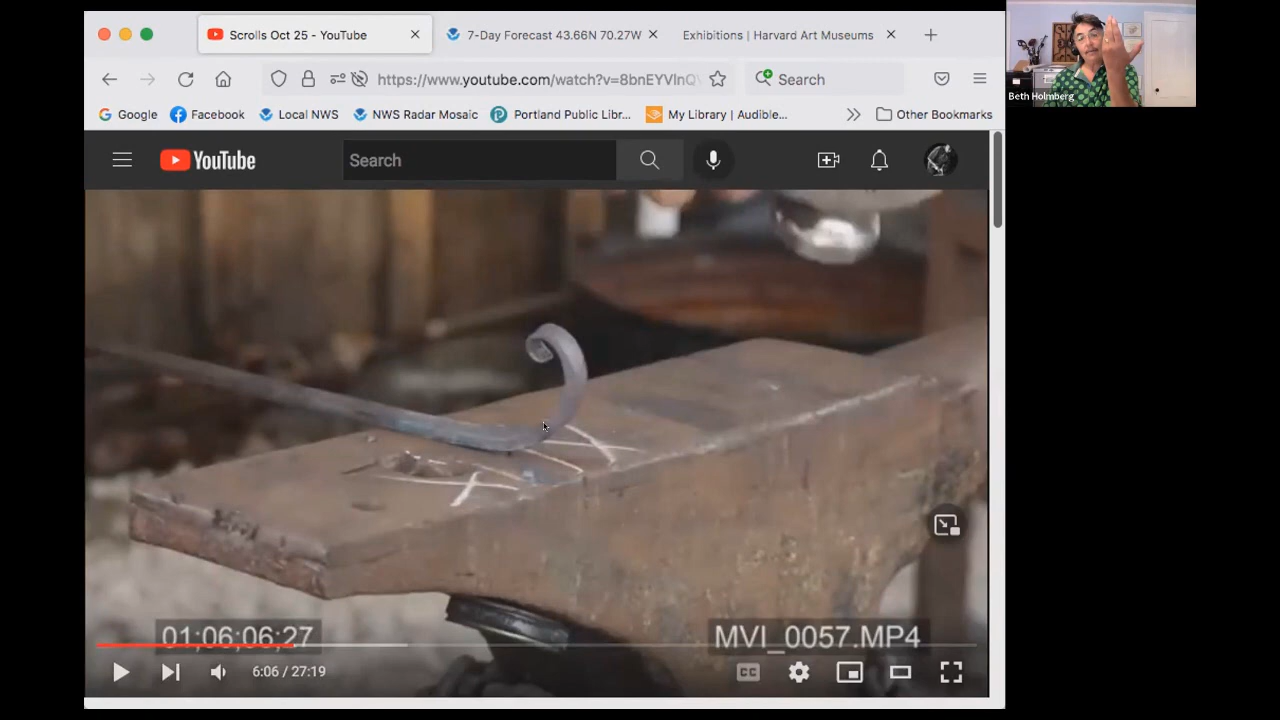 Scrolls Oct 25 - YouTube
7-Day Forecast 43.66N 70.27W
Exhibitions | Harvard Art Museums
https://www.youtube.com/watch?v=8bnEYVInQ
Search
Google
Facebook
Local NWS
NWS Radar Mosaic
Portland Public Libr...
My Library | Audible...
Other Bookmarks
YouTube
Search
01;06;06;27
MVI_0057.MP4
6:06 / 27:19
CC
Beth Holmberg